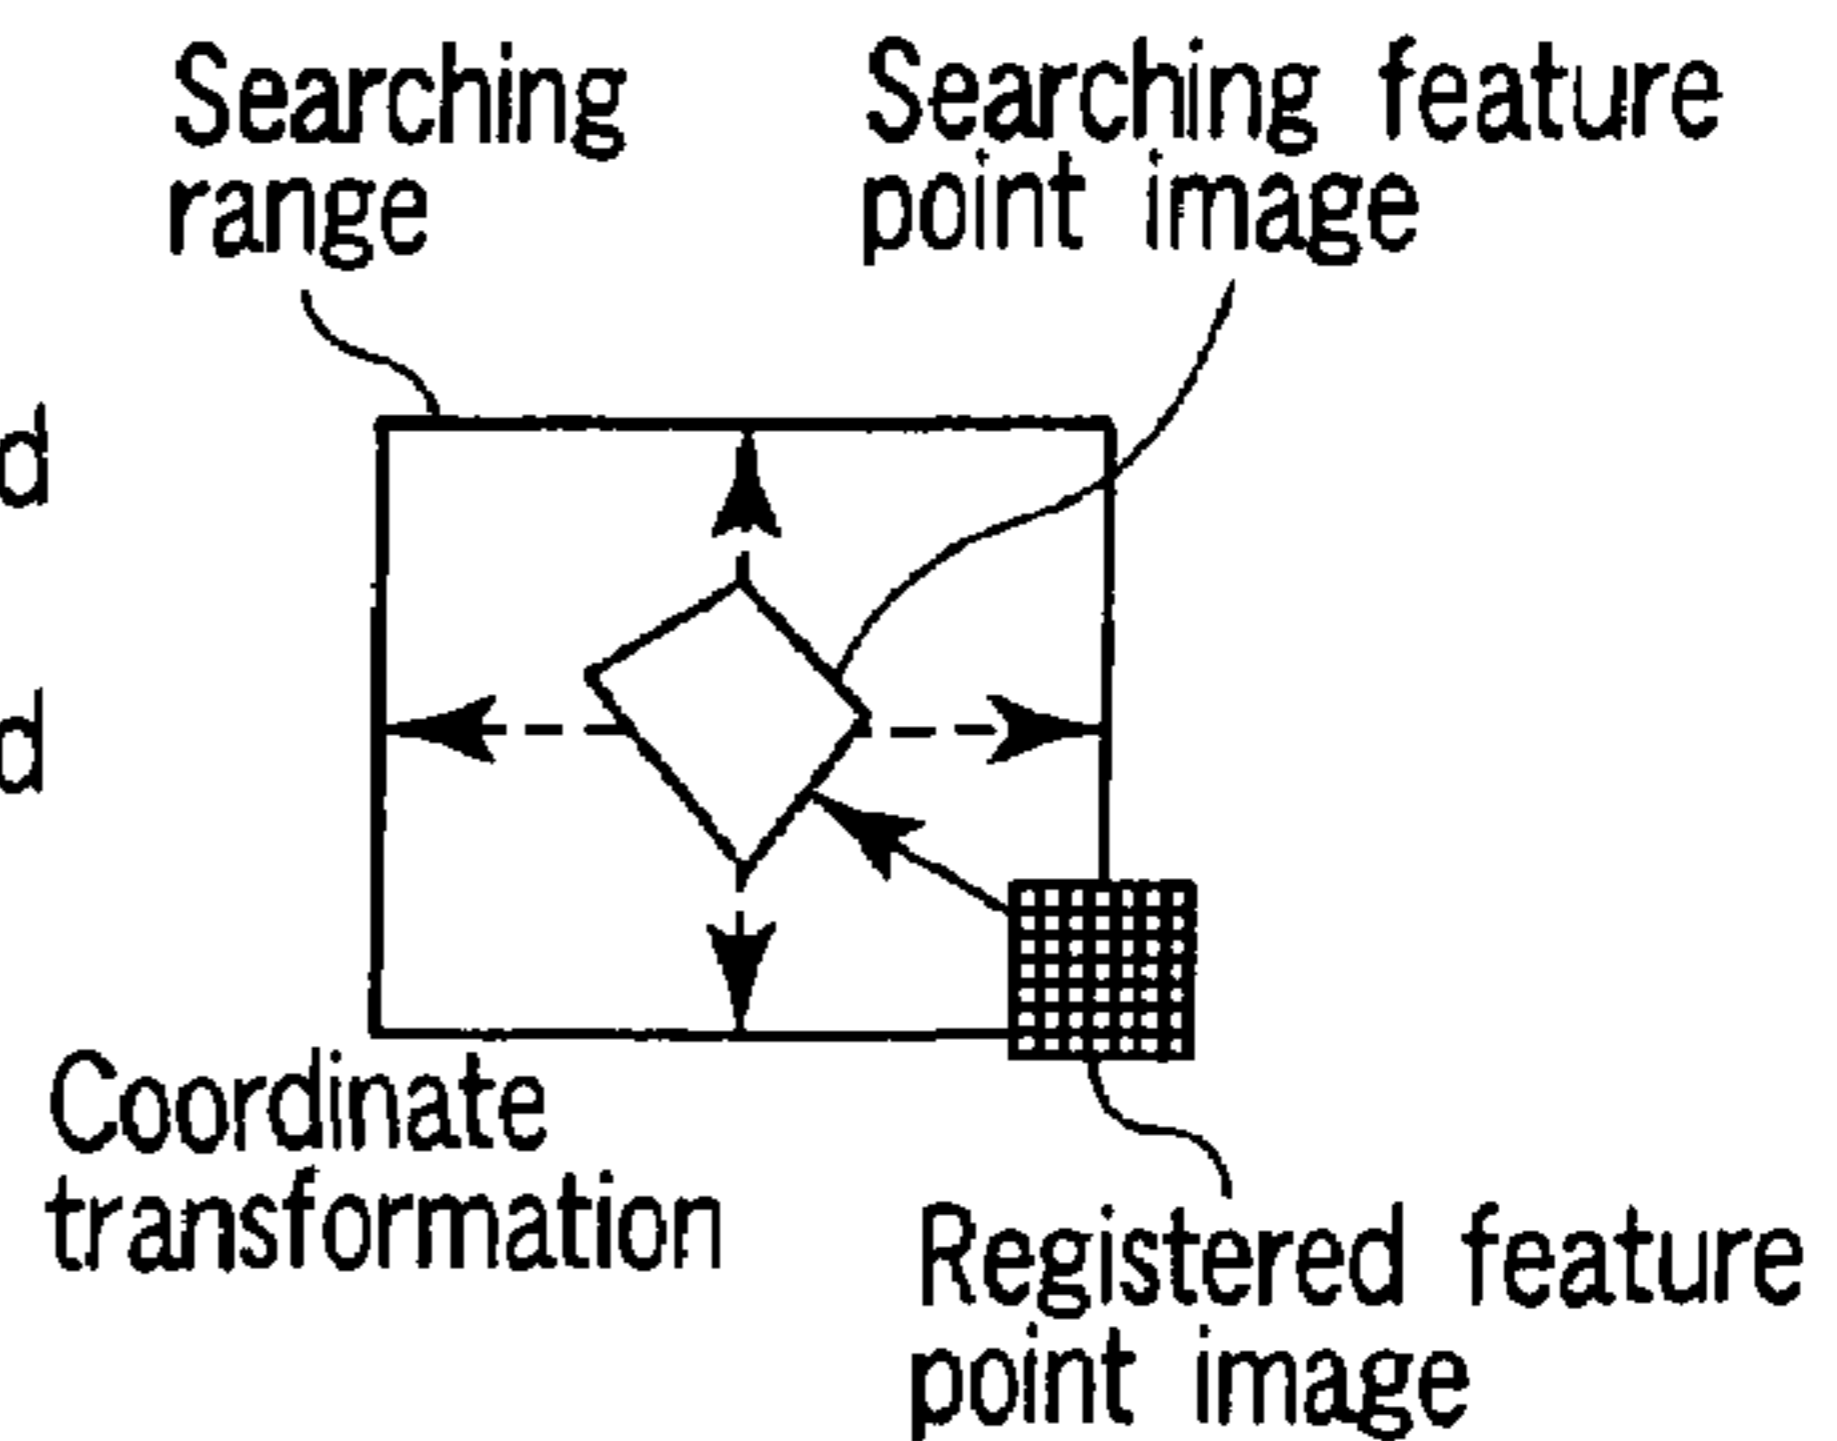 Searching
range
Searching feature
point image
d
d
Coordinate
transformation
Registered feature
point image